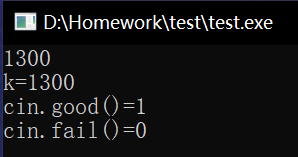 D:\Homework\test\test.exe
1300
k=1300
cin.good()=1
cin.fail()=0